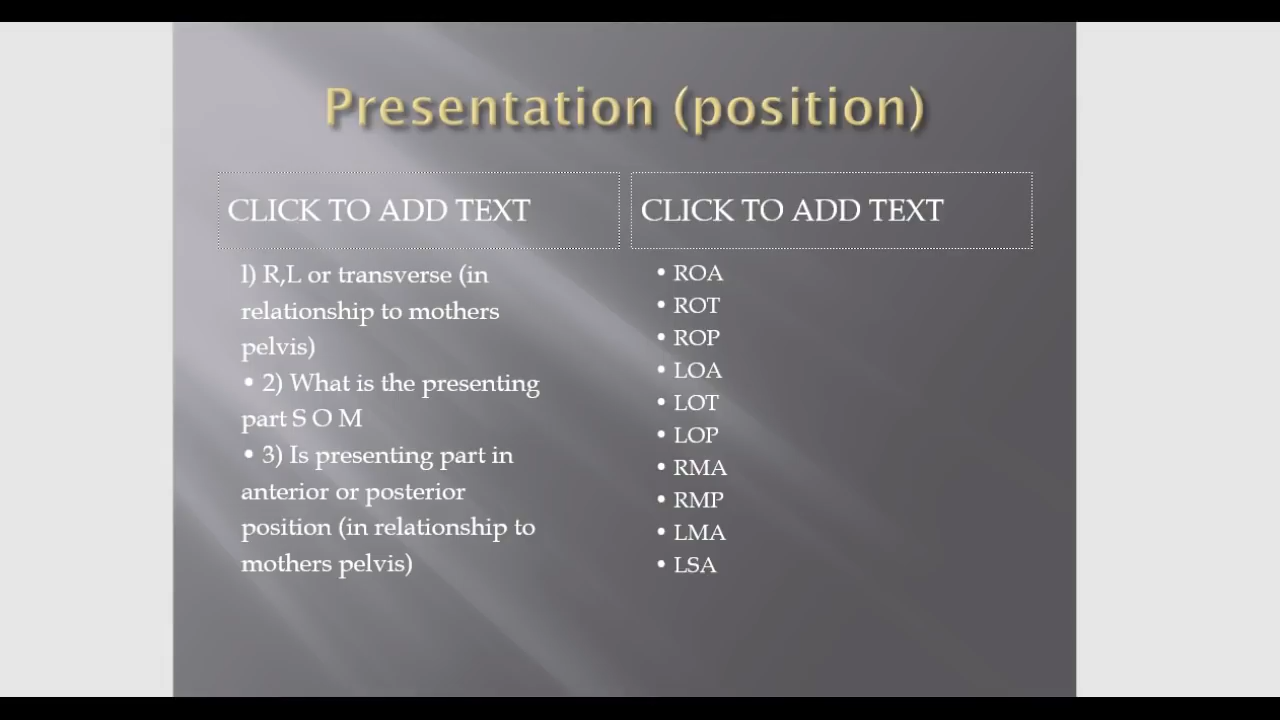 Presentation (position)
CLICK TO ADD TEXT
CLICK TO ADD TEXT
l) R,L or transverse (in
relationship to mothers
pelvis)
• 2) What is the presenting
part S O M
• 3) Is presenting part in
anterior or posterior
position (in relationship to
mothers pelvis)
• ROA
• ROT
• ROP
• LOA
• LOT
• LOP
• RMA
• RMP
• LMA
• LSA